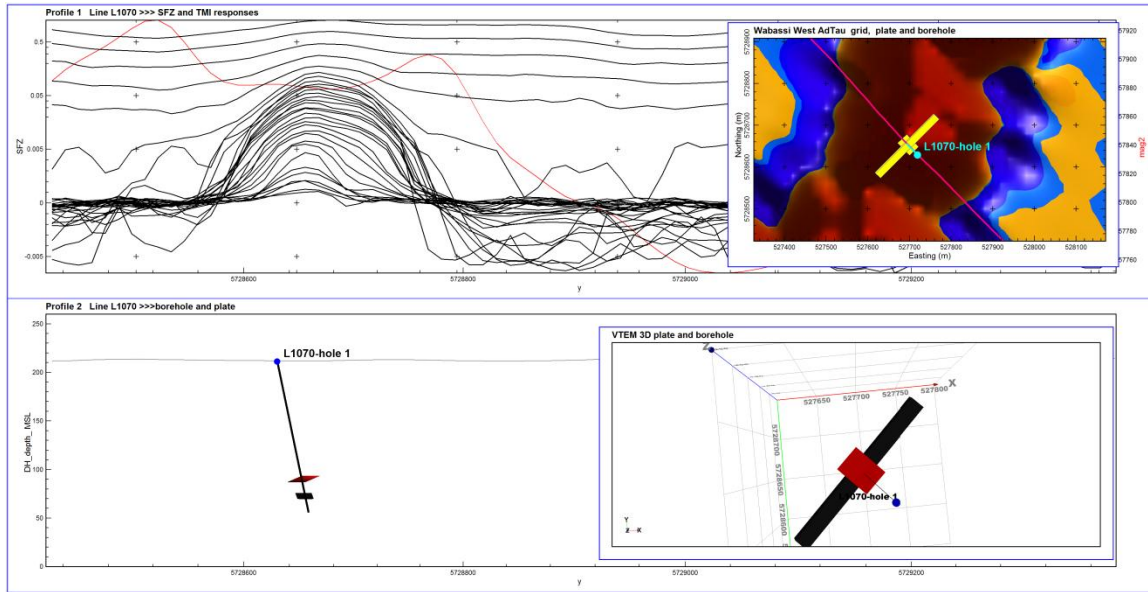 Profile 1 Line L1070 >>> SFZ and TMI responses
0.5
0.05
0.005
0
-0.005
SFZ
5728600
5728800
5729000
5729200
y
57920
57900
57880
57860
57840
57820
57800
57780
57760
mag2
Wabassi West AdTau grid, plate and borehole
5728900
5728800
5728700
5728600
5728500
Northing (m)
L1070-hole 1
527400
527500
527600
527700
527800
527900
528000
528100
Easting (m)
Profile 2 Line L1070 >>>borehole and plate
250
200
150
100
50
0
DH_depth_ MSL
L1070-hole 1
5728600
5728800
5729000
5729200
y
VTEM 3D plate and borehole
Z
X
527650
527700
527750
527800
5728700
5728650
5728600
L1070-hole 1
Y
Z X